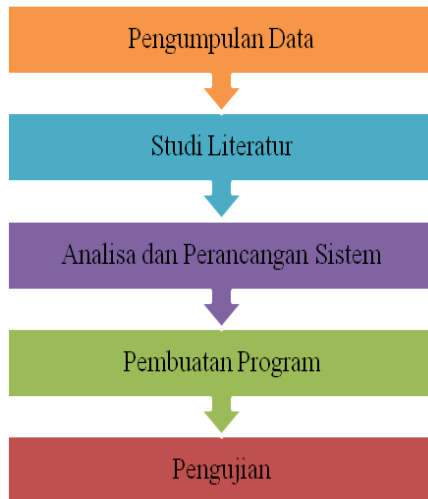 Pengumpulan Data
Studi Literatur
Analisa dan Perancangan Sistem
Pembuatan Program
Pengujian